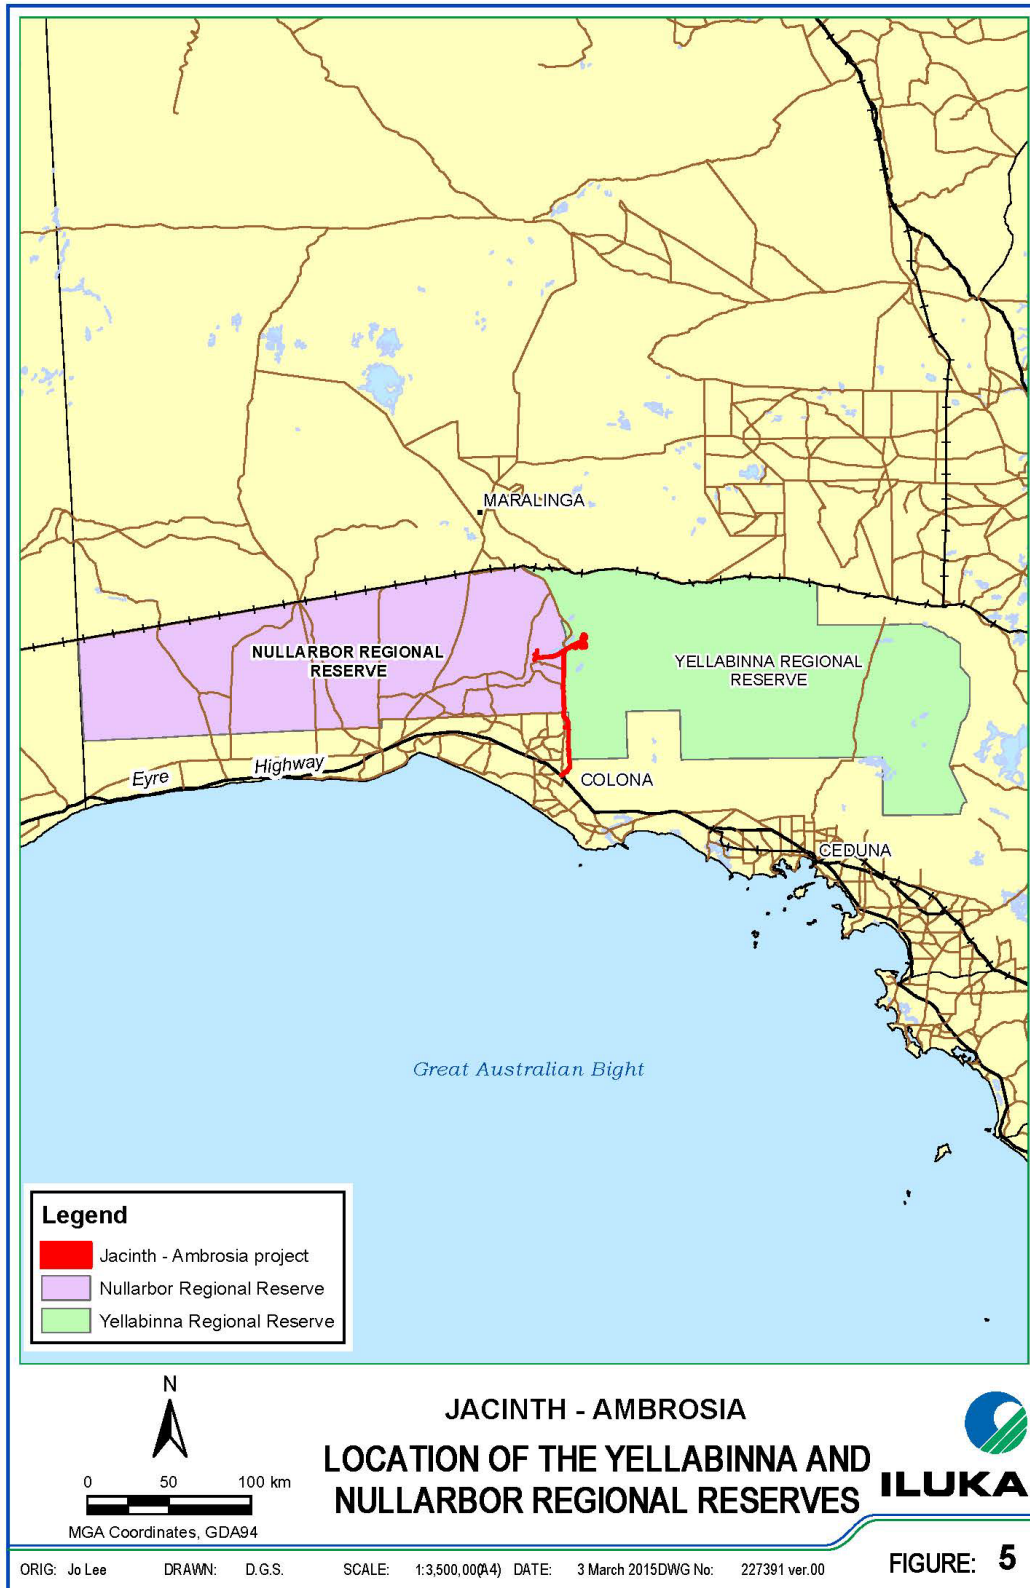 MARALINGA
NULLARBOR REGIONAL
RESERVE
YELLABINNA REGIONAL
RESERVE
Eyre Highway
COLONA
CEDUNA
Great Australian Bight
Legend
Jacinth - Ambrosia project
Nullarbor Regional Reserve
Yellabinna Regional Reserve
N
0 50 100 km
MGA Coordinates, GDA94
JACINTH - AMBROSIA
LOCATION OF THE YELLABINNA AND
NULLARBOR REGIONAL RESERVES
ILUKA
ORIG: Jo Lee DRAWN: D.G.S. SCALE: 1:3,500,000(A4) DATE: 3 March 2015 DWG No: 227391 ver.00
FIGURE: 5